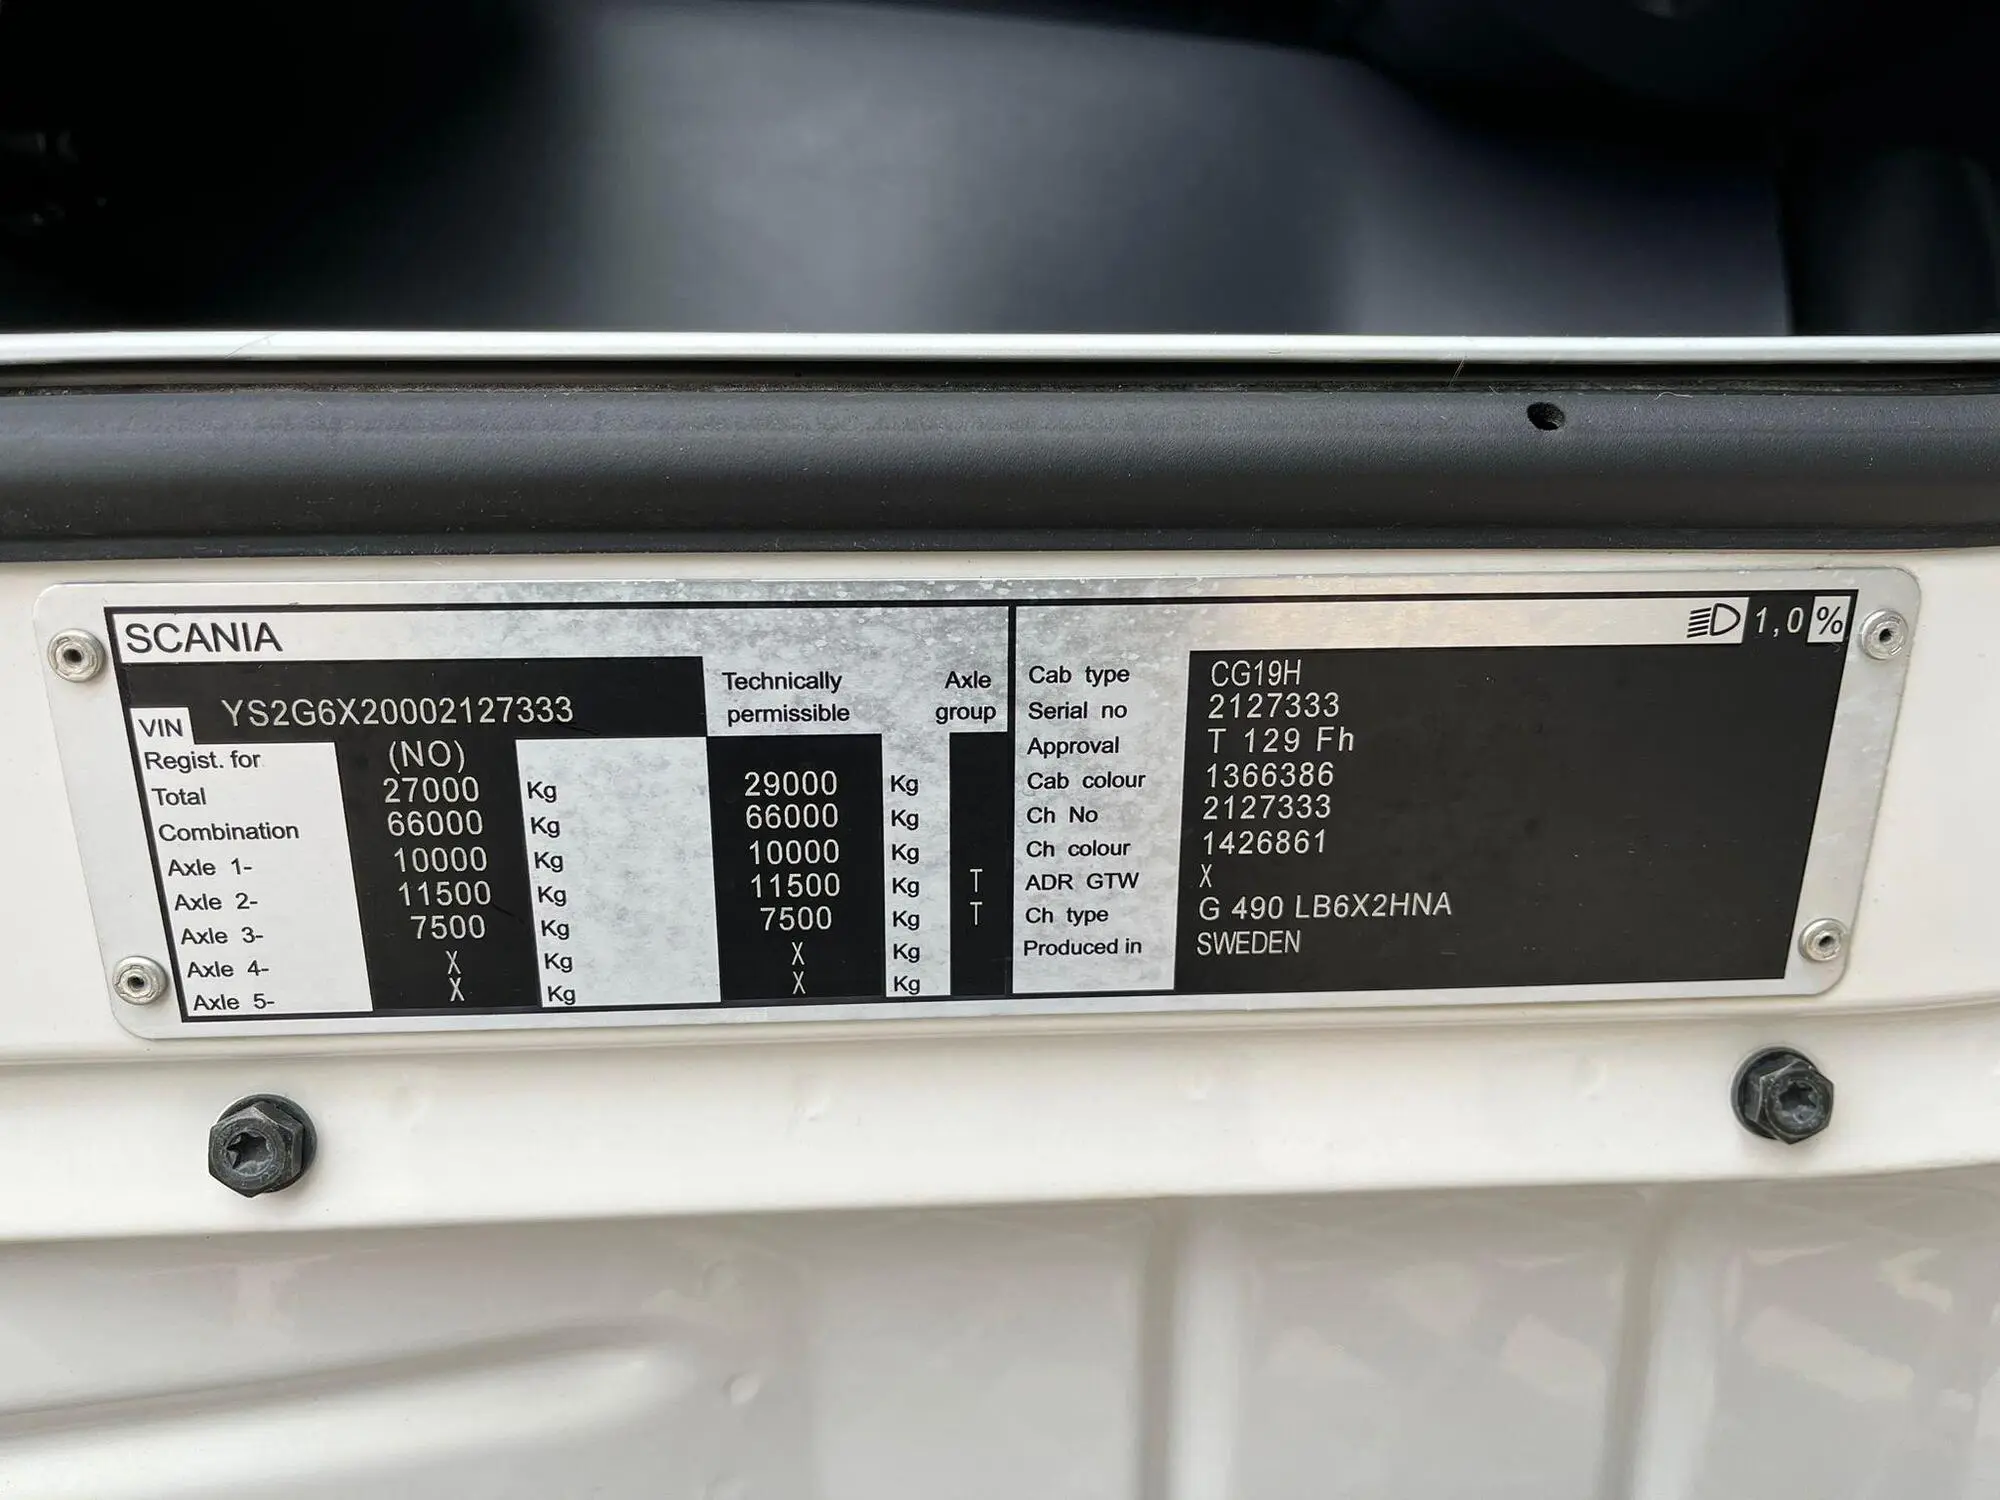 SCANIA
1,0 %
VIN YS2G6X20002127333
Technically permissible
Axle group
Regist. for (NO)
Total 27000 Kg 29000 Kg
Combination 66000 Kg 66000 Kg
Axle 1- 10000 Kg 10000 Kg
Axle 2- 11500 Kg 11500 Kg T
Axle 3- 7500 Kg 7500 Kg T
Axle 4- X Kg X Kg
Axle 5- X Kg X Kg
Cab type CG19H
Serial no 2127333
Approval T 129 Fh
Cab colour 1366386
Ch No 2127333
Ch colour 1426861
ADR GTW X
Ch type G 490 LB6X2HNA
Produced in SWEDEN